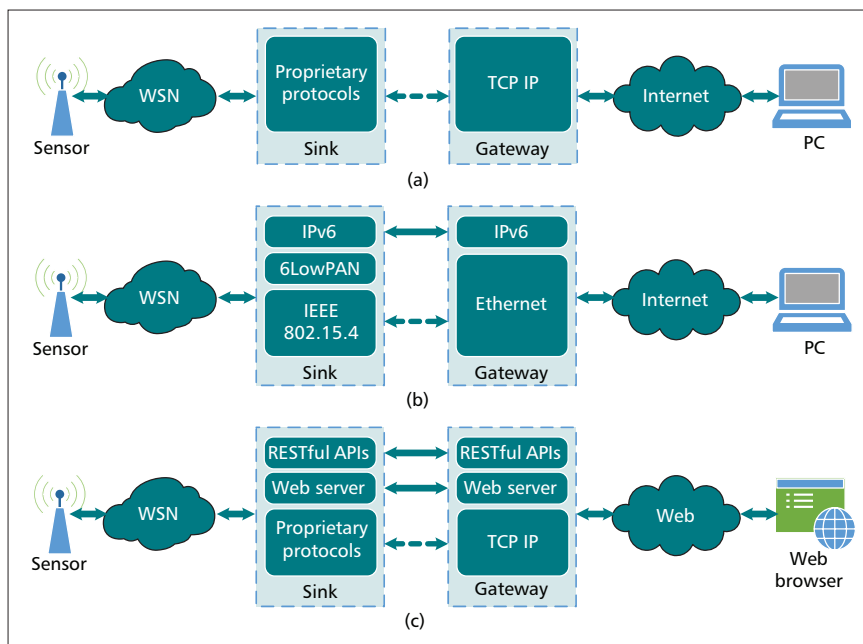 WSN
Proprietary
protocols
TCP IP
Internet
Sensor
Sink
Gateway
PC
(a)
IPv6
IPv6
6LowPAN
WSN
IEEE
802.15.4
Ethernet
Internet
Sensor
Sink
Gateway
PC
(b)
RESTful APIs
RESTful APIs
Web server
Web server
WSN
Proprietary
protocols
TCP IP
Web
Sensor
Sink
Gateway
Web
browser
(c)